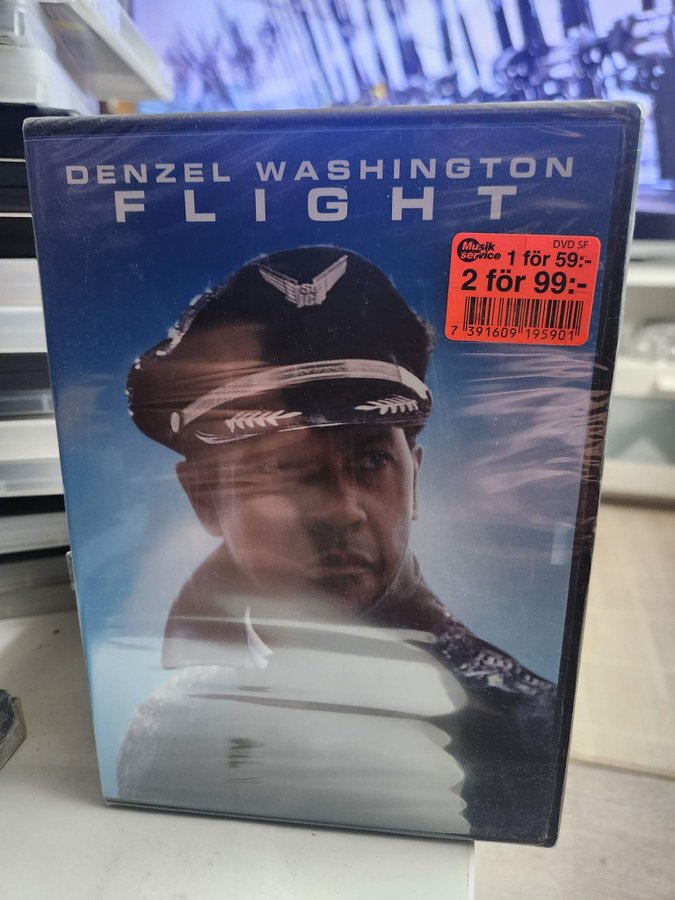 DENZEL WASHINGTON
FLIGHT
Musik service
DVD SF
1 för 59:-
2 för 99:-
7 391609 195901